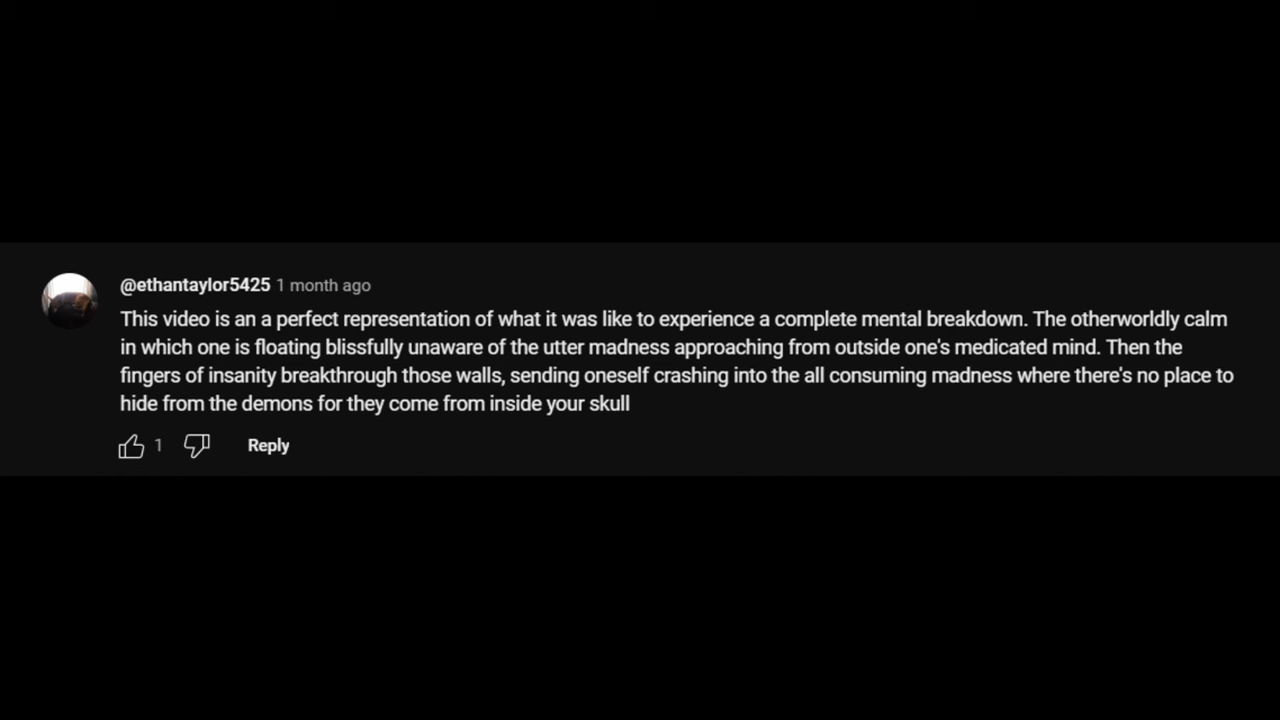 @ethantaylor5425 1 month ago
This video is an a perfect representation of what it was like to experience a complete mental breakdown. The otherworldly calm
in which one is floating blissfully unaware of the utter madness approaching from outside one's medicated mind. Then the
fingers of insanity breakthrough those walls, sending oneself crashing into the all consuming madness where there's no place to
hide from the demons for they come from inside your skull
1 Reply